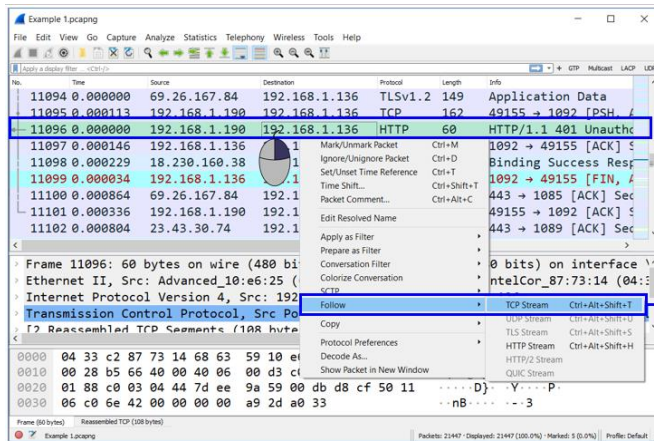 Example 1.pcapng
File Edit View Go Capture Analyze Statistics Telephony Wireless Tools Help
Apply a display filter ... <Ctrl-/>
+ GTP Multicast LACP UDP
No. Time Source Destination Protocol Length Info
11094 0.000000 69.26.167.84 192.168.1.136 TLSv1.2 149 Application Data
11095 0.000113 192.168.1.190 192.168.1.136 TCP 162 49155 → 1092 [PSH, A
11096 0.000000 192.168.1.190 192.168.1.136 HTTP 60 HTTP/1.1 401 Unautho
11097 0.000146 192.168.1.136 192.1 1092 → 49155 [ACK] S
11098 0.000229 18.230.160.38 192.1 Binding Success Resp
11099 0.000034 192.168.1.136 192.1 1092 → 49155 [FIN, A
11100 0.000864 69.26.167.84 192.1 443 → 1085 [ACK] Sec
11101 0.000336 192.168.1.190 192.1 49155 → 1092 [ACK] S
11102 0.000804 23.43.30.74 192.1 443 → 1089 [ACK] Sec
Mark/Unmark Packet Ctrl+M
Ignore/Unignore Packet Ctrl+D
Set/Unset Time Reference Ctrl+T
Time Shift... Ctrl+Shift+T
Packet Comment... Ctrl+Alt+C
Edit Resolved Name
Apply as Filter
Prepare as Filter
Conversation Filter
Colorize Conversation
SCTP
Follow
Copy
Protocol Preferences
Decode As...
Show Packet in New Window
TCP Stream Ctrl+Alt+Shift+T
UDP Stream Ctrl+Alt+Shift+U
TLS Stream Ctrl+Alt+Shift+S
HTTP Stream Ctrl+Alt+Shift+H
HTTP/2 Stream
QUIC Stream
Frame 11096: 60 bytes on wire (480 bi 0 bits) on interface \
Ethernet II, Src: Advanced_10:e6:25 ( ntelCor_87:73:14 (04:3
Internet Protocol Version 4, Src: 192
Transmission Control Protocol, Src Po
[2 Reassembled TCP Segments (108 byte
0000 04 33 c2 87 73 14 68 63 59 10 e6
0010 00 28 b5 66 40 00 40 06 00 d3 c0
0020 01 88 c0 03 04 44 7d ee 9a 59 00 db d8 cf 50 11 ·····D}· ·Y····P·
0030 06 c0 6e 42 00 00 00 00 a9 2d a0 33 ··nB···· ·-·3
Frame (60 bytes) Reassembled TCP (108 bytes)
Example 1.pcapng Packets: 21447 · Displayed: 21447 (100.0%) · Marked: 5 (0.0%) Profile: Default